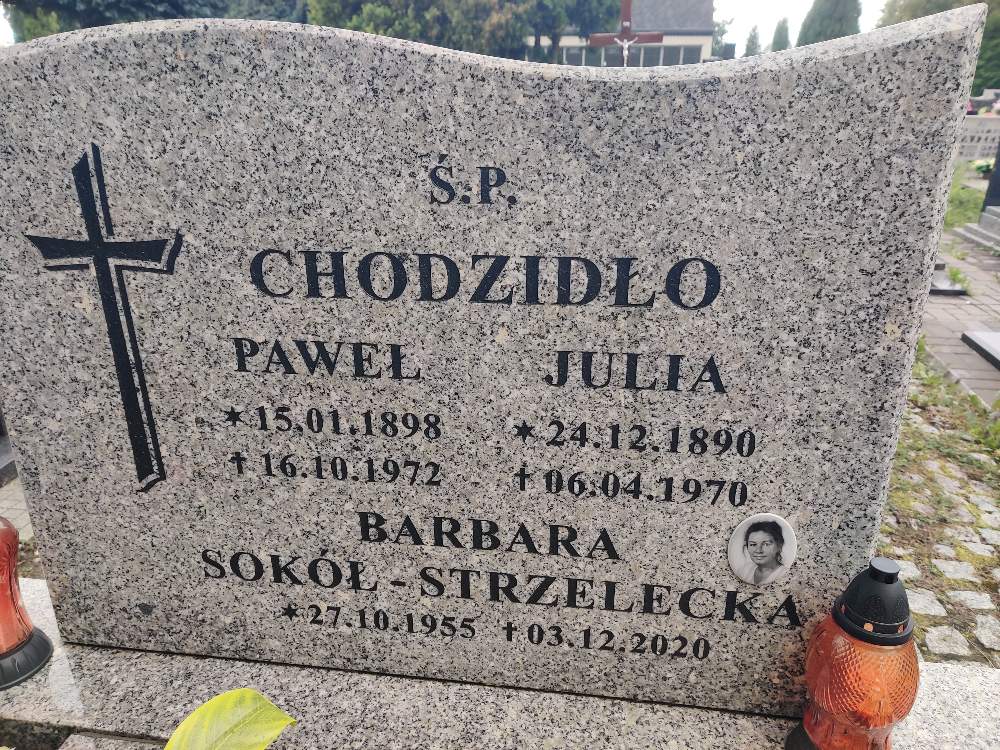 Ś.P.
CHODZIDŁO
PAWEŁ JULIA
✶15.01.1898 ✶24.12.1890
✝16.10.1972 ✝06.04.1970
BARBARA
SOKÓŁ - STRZELECKA
✶27.10.1955 ✝03.12.2020